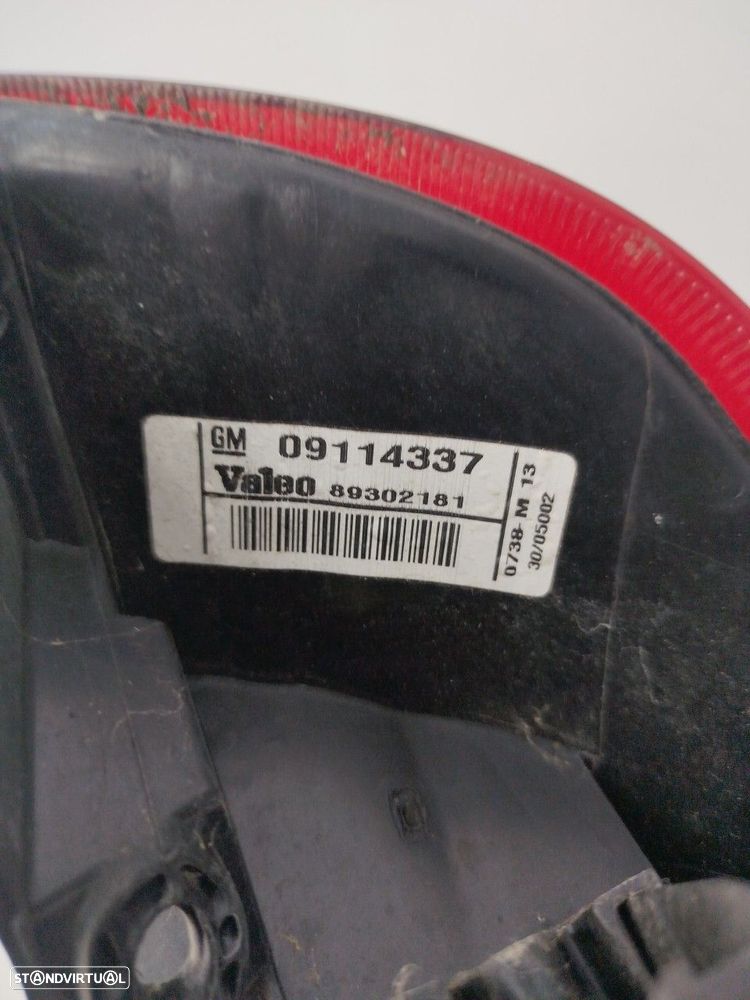 GM 09114337
Valeo 89302181
0738-M 13
30/05002
STANDVIRTUAL